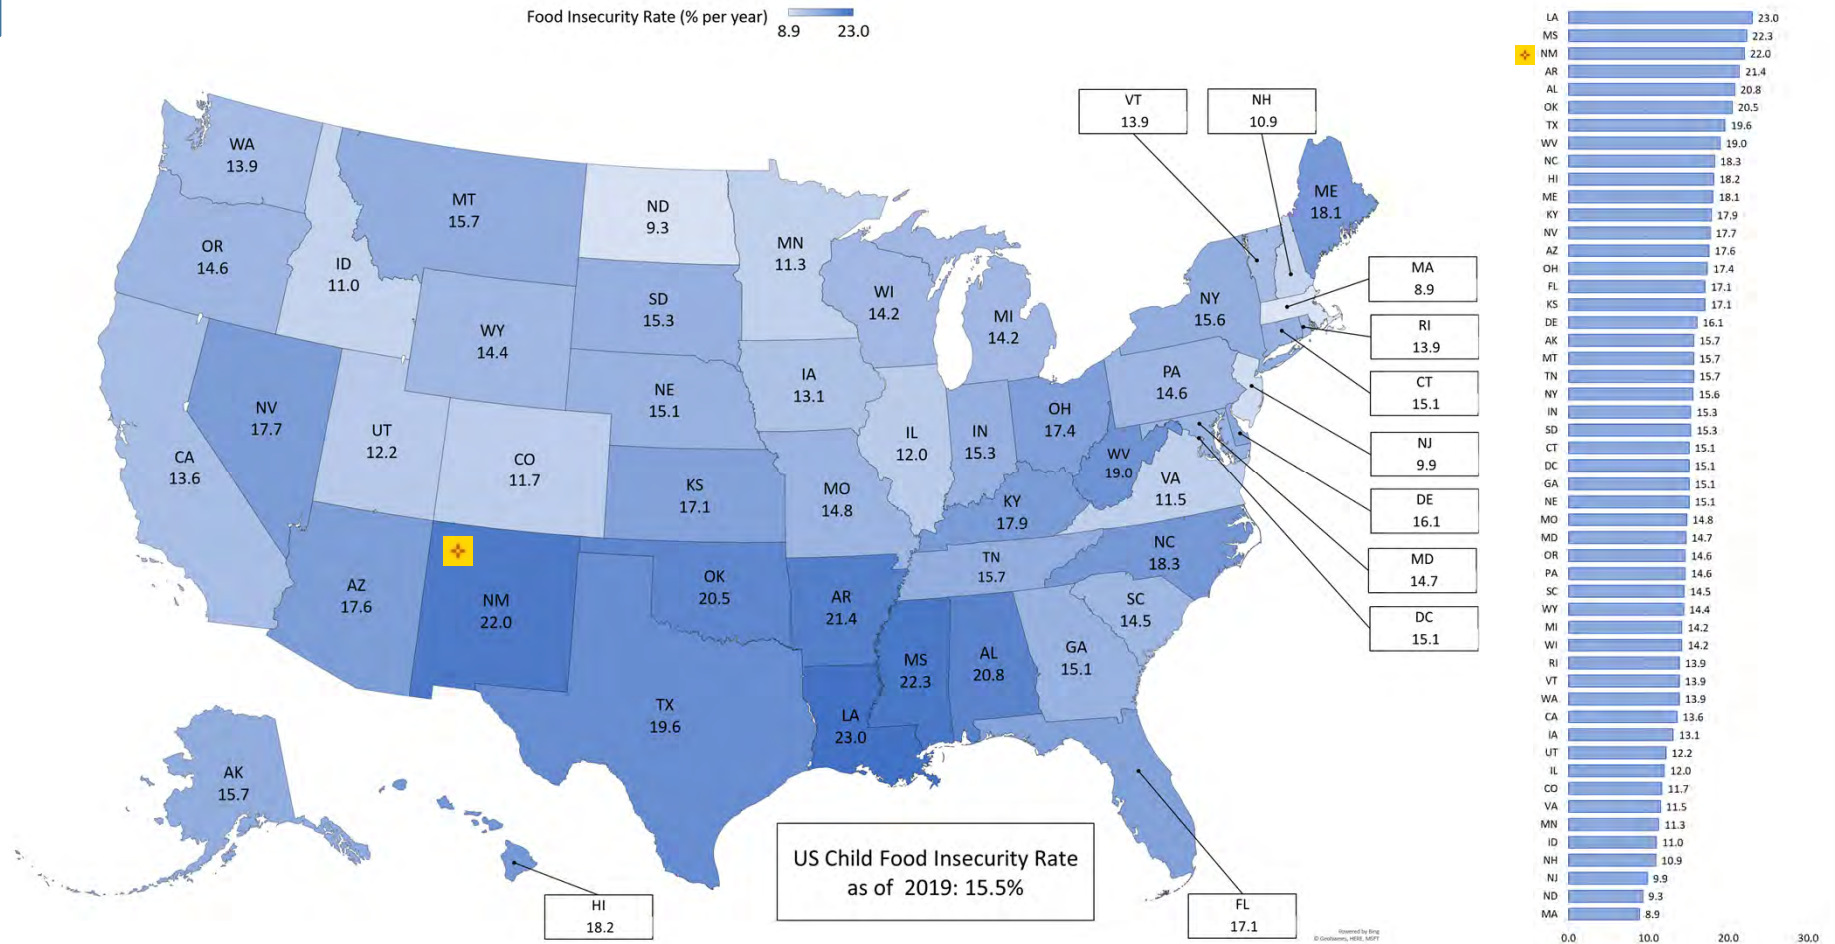 Food Insecurity Rate (% per year)
8.9 23.0
WA
13.9
MT
15.7
ND
9.3
MN
11.3
OR
14.6
ID
11.0
WY
14.4
SD
15.3
WI
14.2
MI
14.2
NY
15.6
ME
18.1
VT
13.9
NH
10.9
MA
8.9
RI
13.9
CT
15.1
NJ
9.9
DE
16.1
MD
14.7
DC
15.1
NV
17.7
CA
13.6
UT
12.2
CO
11.7
NE
15.1
IA
13.1
KS
17.1
MO
14.8
IL
12.0
IN
15.3
OH
17.4
PA
14.6
WV
19.0
VA
11.5
KY
17.9
TN
15.7
NC
18.3
SC
14.5
AZ
17.6
NM
22.0
OK
20.5
AR
21.4
TX
19.6
LA
23.0
MS
22.3
AL
20.8
GA
15.1
AK
15.7
HI
18.2
FL
17.1
US Child Food Insecurity Rate
as of 2019: 15.5%
Powered by Bing
© GeoNames, HERE, MSFT
LA 23.0
MS 22.3
NM 22.0
AR 21.4
AL 20.8
OK 20.5
TX 19.6
WV 19.0
NC 18.3
HI 18.2
ME 18.1
KY 17.9
NV 17.7
AZ 17.6
OH 17.4
FL 17.1
KS 17.1
DE 16.1
AK 15.7
MT 15.7
TN 15.7
NY 15.6
IN 15.3
SD 15.3
CT 15.1
DC 15.1
GA 15.1
NE 15.1
MO 14.8
MD 14.7
OR 14.6
PA 14.6
SC 14.5
WY 14.4
MI 14.2
WI 14.2
RI 13.9
VT 13.9
WA 13.9
CA 13.6
IA 13.1
UT 12.2
IL 12.0
CO 11.7
VA 11.5
MN 11.3
ID 11.0
NH 10.9
NJ 9.9
ND 9.3
MA 8.9
0.0 10.0 20.0 30.0